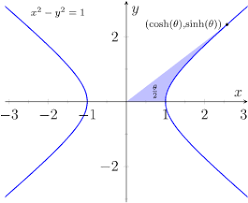 y
x² − y² = 1
(cosh(θ),sinh(θ))
2
x
−3
−2
−1
1
2
3
−2